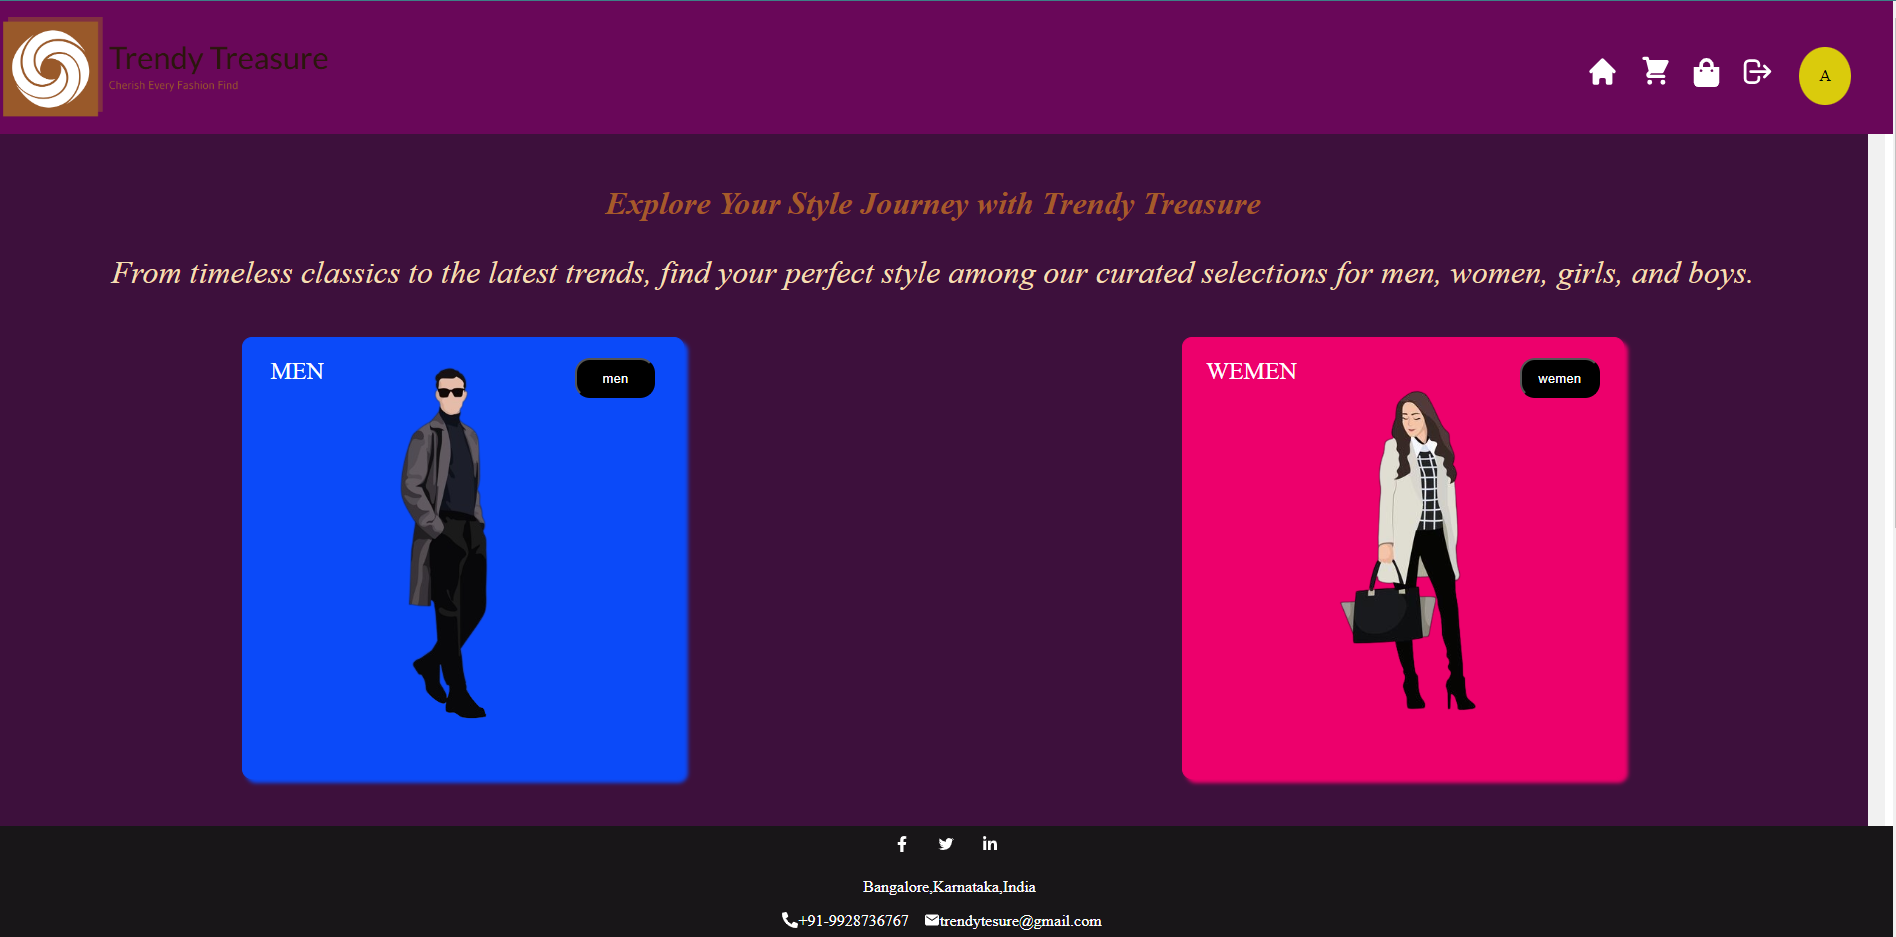 Trendy Treasure
Cherish Every Fashion Find
A
Explore Your Style Journey with Trendy Treasure
From timeless classics to the latest trends, find your perfect style among our curated selections for men, women, girls, and boys.
MEN
men
WEMEN
wemen
Bangalore,Karnataka,India
+91-9928736767 trendytesure@gmail.com